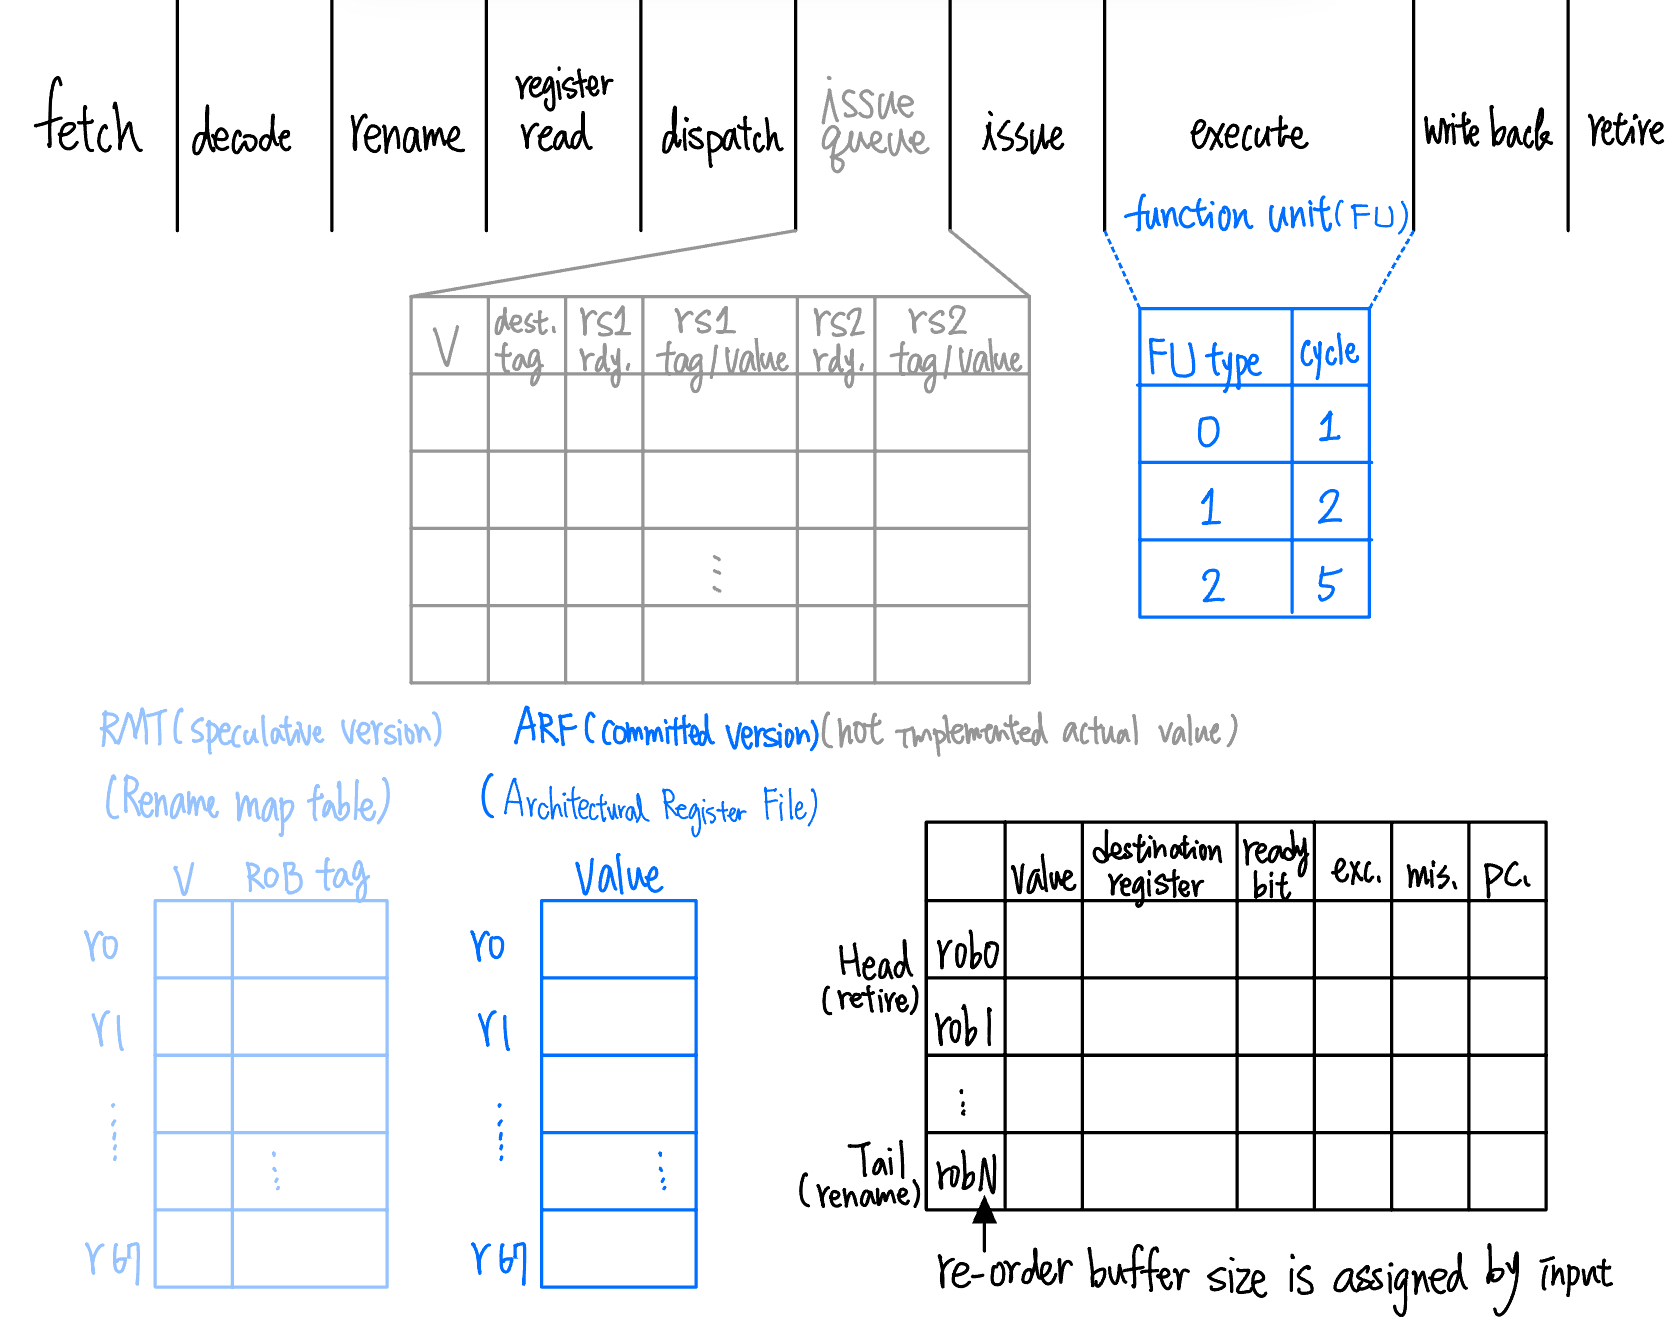 fetch
decode
rename
register
read
dispatch
issue
queue
issue
execute
write back
retire
function unit(FU)
V
dest.
tag
rs1
rdy.
rs1
tag/value
rs2
rdy.
rs2
tag/value
FU type
cycle
0
1
1
2
2
5
RMT(speculative version)
(Rename map table)
ARF(committed version)(not implemented actual value)
(Architectural Register File)
V
ROB tag
r0
r1
r67
Value
r0
r1
r67
value
destination
register
ready
bit
exc.
mis.
pc.
Head
(retire)
rob0
rob1
Tail
(rename)
robN
re-order buffer size is assigned by input